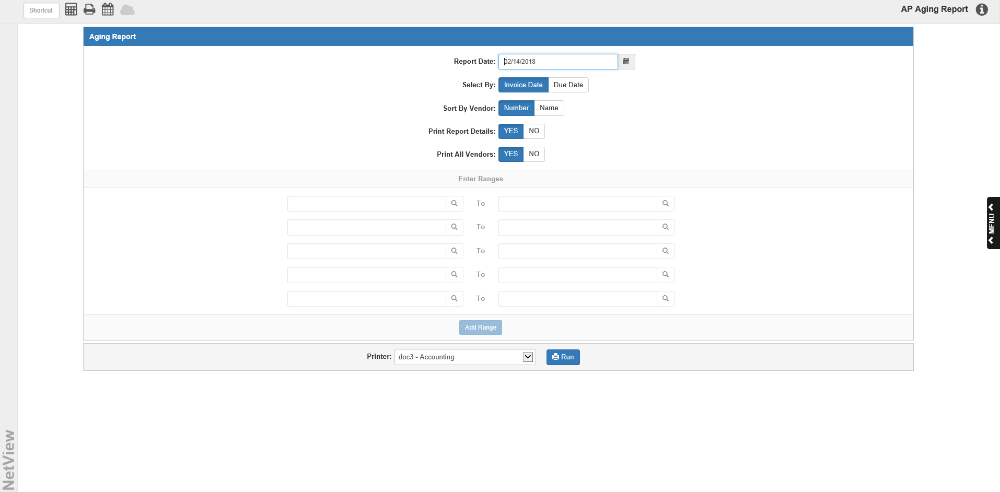 Shortcut
AP Aging Report
Aging Report
Report Date: 02/14/2018
Select By: Invoice Date Due Date
Sort By Vendor: Number Name
Print Report Details: YES NO
Print All Vendors: YES NO
Enter Ranges
To
To
To
To
To
Add Range
Printer: doc3 - Accounting Run
MENU
NetView